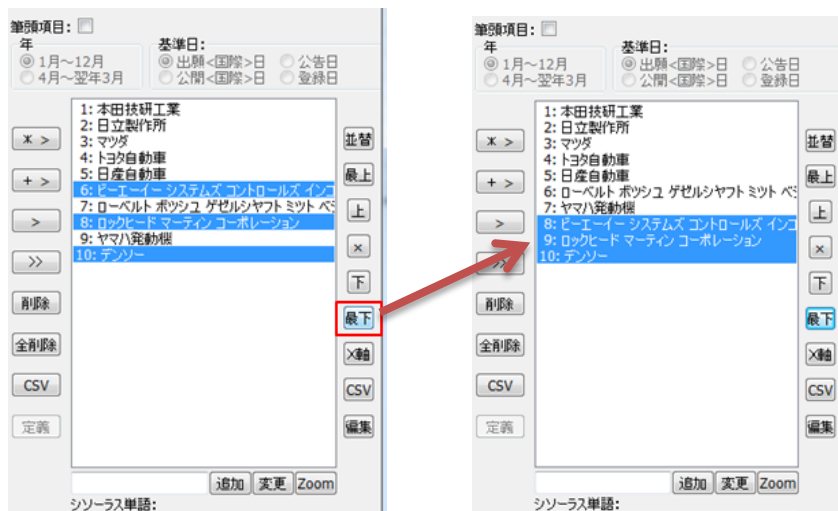 筆頭項目:
年
基準日:
1月～12月
出願<国際>日
公告日
4月～翌年3月
公開<国際>日
登録日
1: 本田技研工業
2: 日立製作所
3: マツダ
4: トヨタ自動車
5: 日産自動車
6: ビーエーイー システムズ コントロールズ インコ
7: ローベルト ボツシユ ゲゼルシヤフト ミツト ベシ
8: ロックヒード マーティン コーポレーション
9: ヤマハ発動機
10: デンソー
* >
+ >
>
>>
削除
全削除
CSV
定義
並替
最上
上
×
下
最下
X軸
CSV
編集
追加
変更
Zoom
シソーラス単語:
筆頭項目:
年
基準日:
1月～12月
出願<国際>日
公告日
4月～翌年3月
公開<国際>日
登録日
1: 本田技研工業
2: 日立製作所
3: マツダ
4: トヨタ自動車
5: 日産自動車
6: ローベルト ボツシユ ゲゼルシヤフト ミツト ベシ
7: ヤマハ発動機
8: ビーエーイー システムズ コントロールズ インコ
9: ロックヒード マーティン コーポレーション
10: デンソー
* >
+ >
>
>>
削除
全削除
CSV
定義
並替
最上
上
×
下
最下
X軸
CSV
編集
追加
変更
Zoom
シソーラス単語: